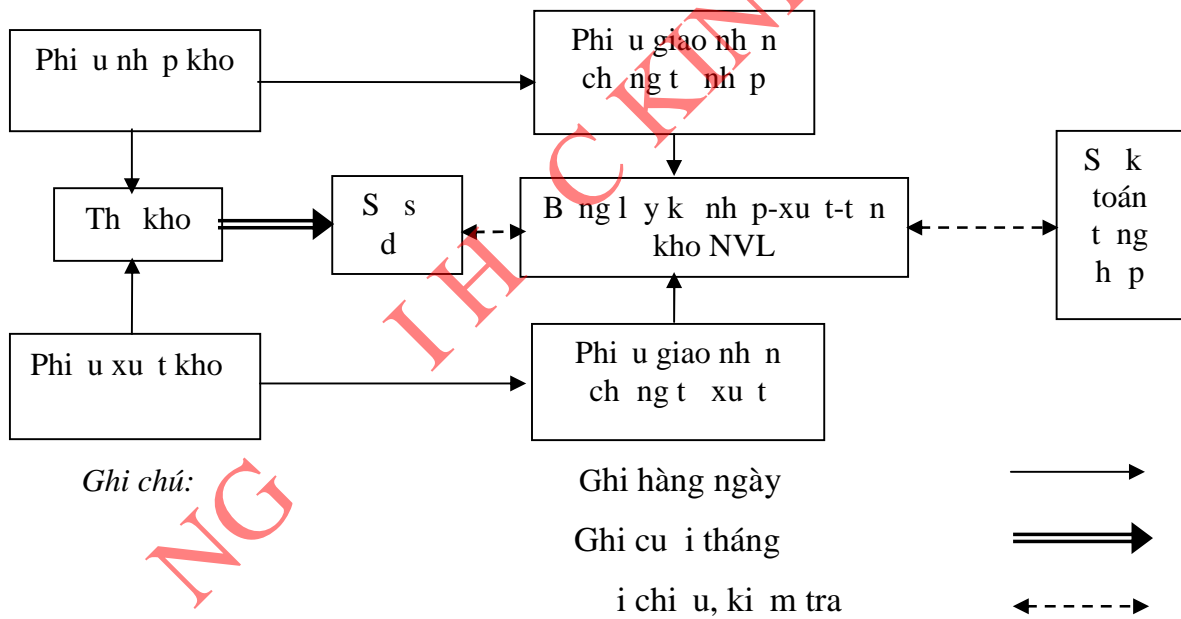 Phi u nh p kho
Phi u giao nh n
ch ng t nh p
Th kho
S s
d
B ng l y k nh p-xu t-t n
kho NVL
S k
toán
t ng
h p
Phi u xu t kho
Phi u giao nh n
ch ng t xu t
Ghi chú:
Ghi hàng ngày
Ghi cu i tháng
i chi u, ki m tra
NG I H C KIN